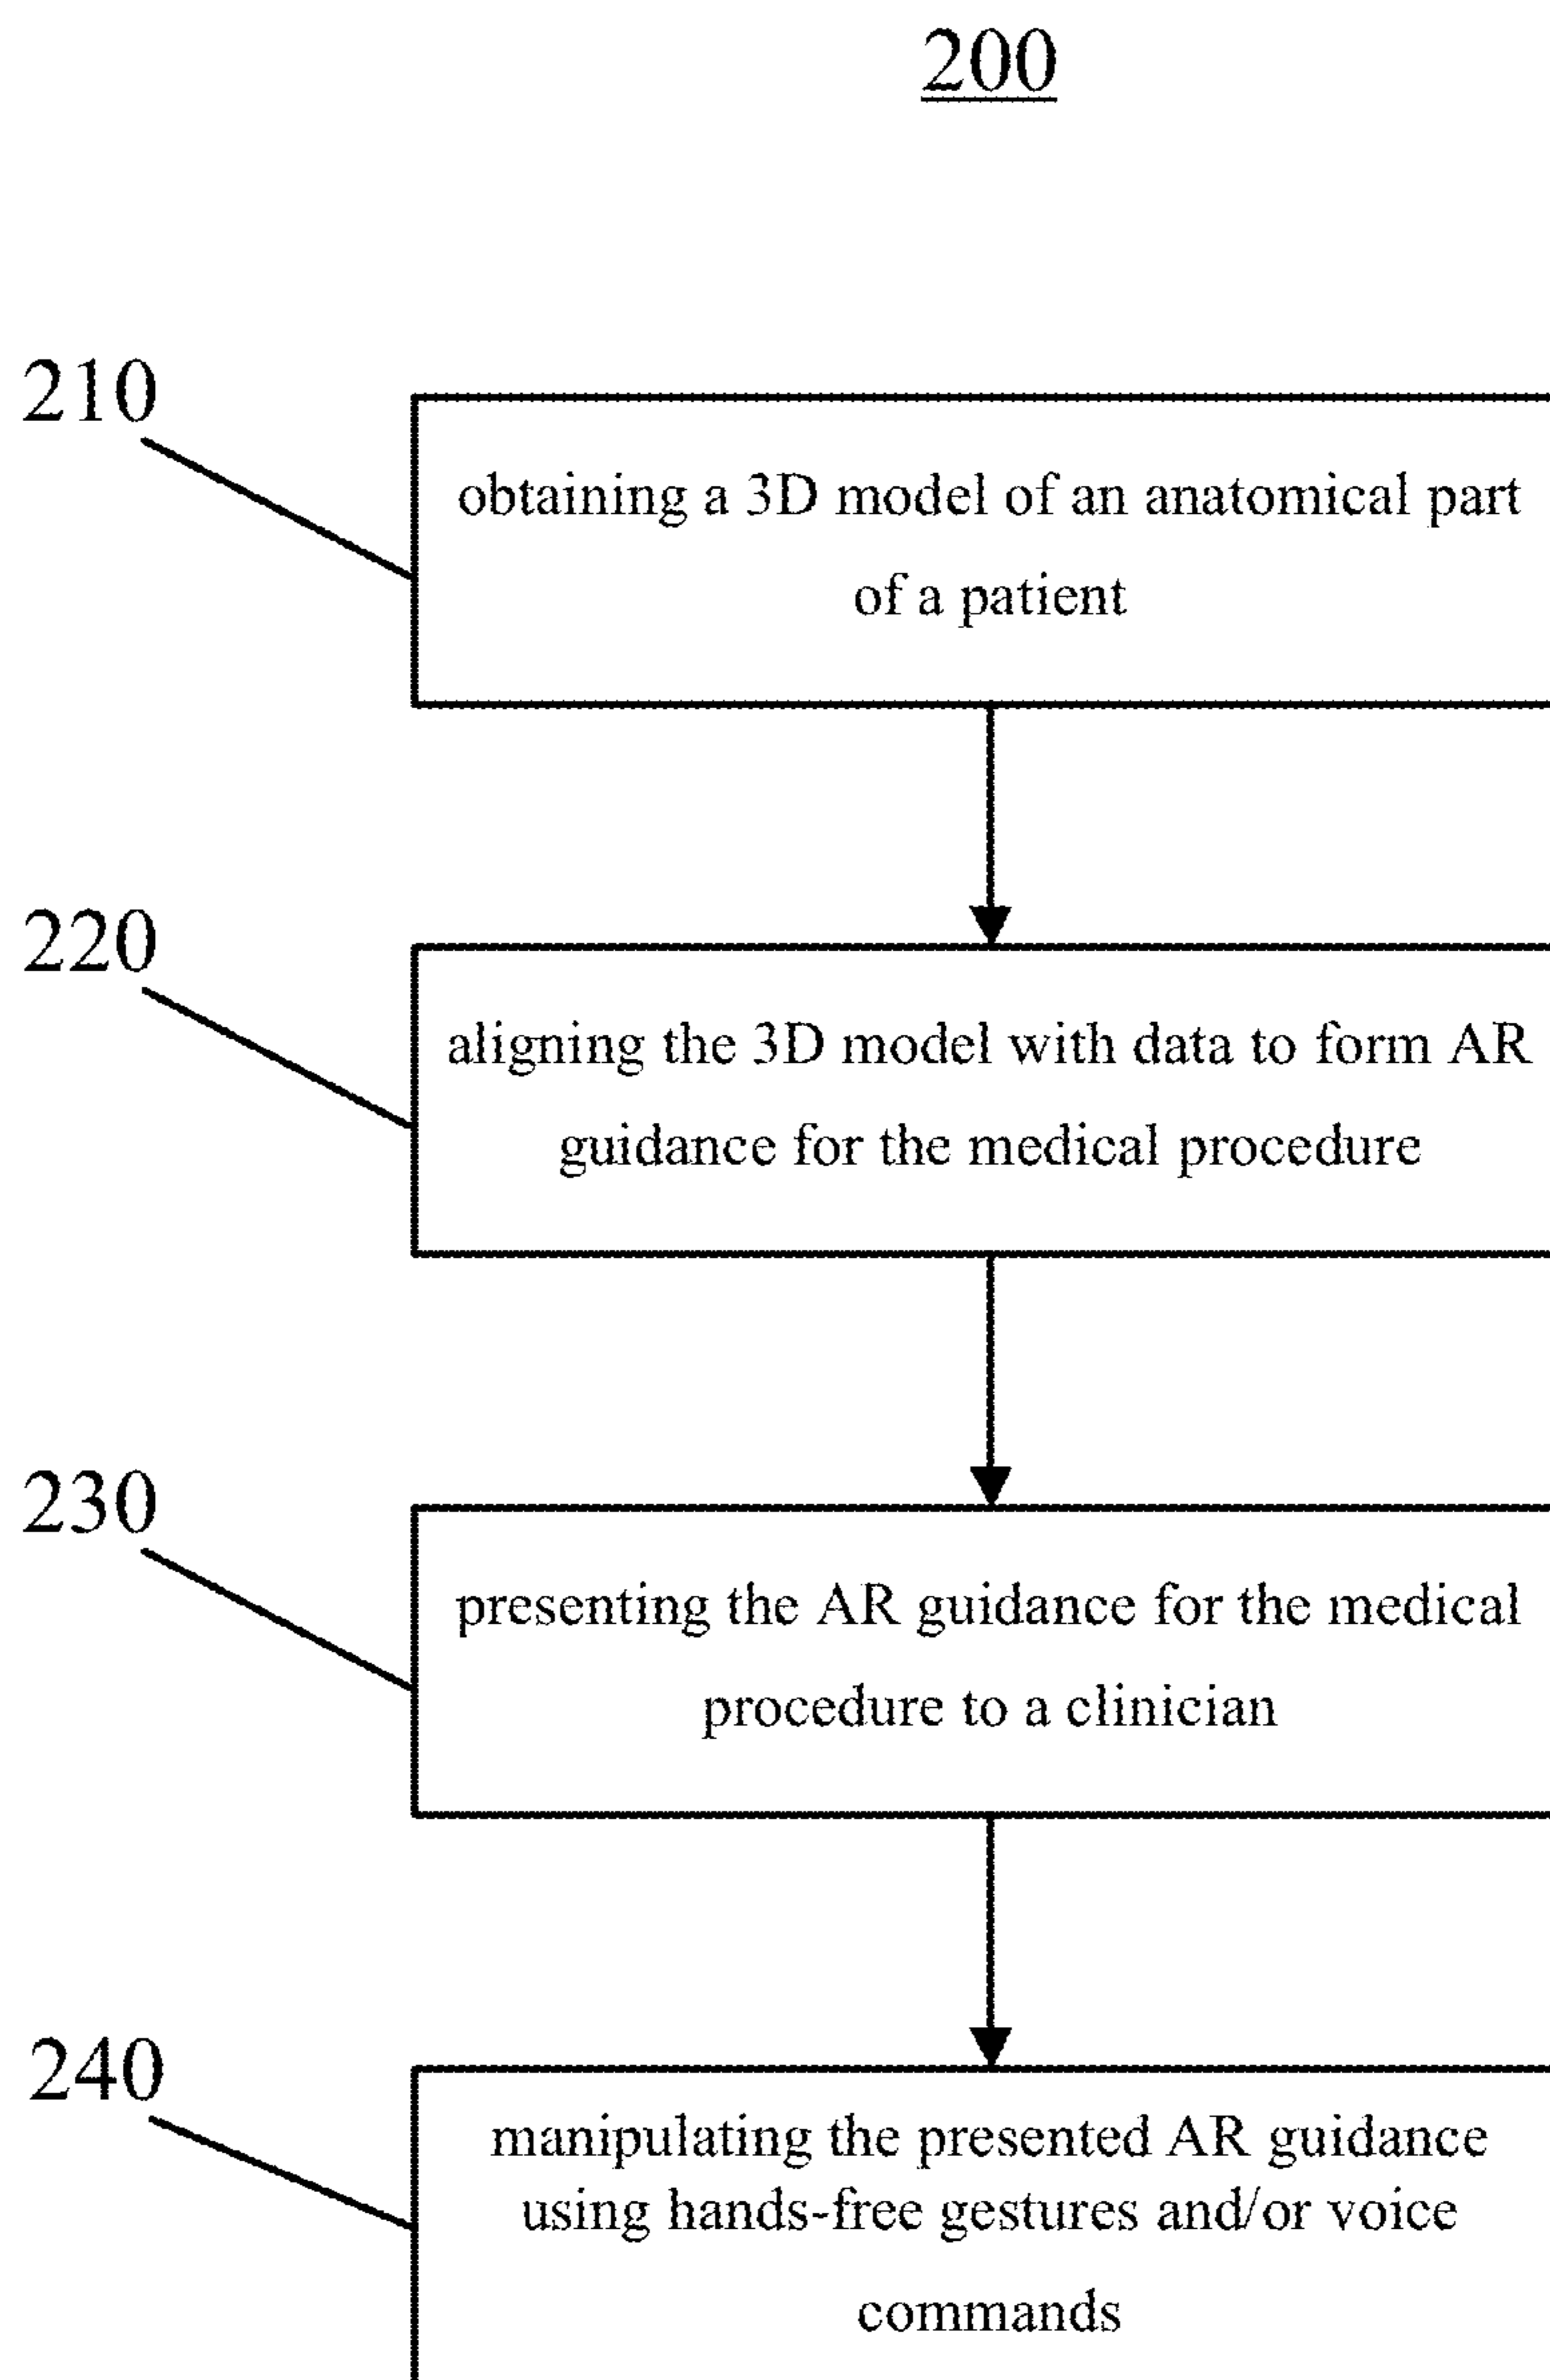 200
210
obtaining a 3D model of an anatomical part
of a patient
220
aligning the 3D model with data to form AR
guidance for the medical procedure
230
presenting the AR guidance for the medical
procedure to a clinician
240
manipulating the presented AR guidance
using hands-free gestures and/or voice
commands